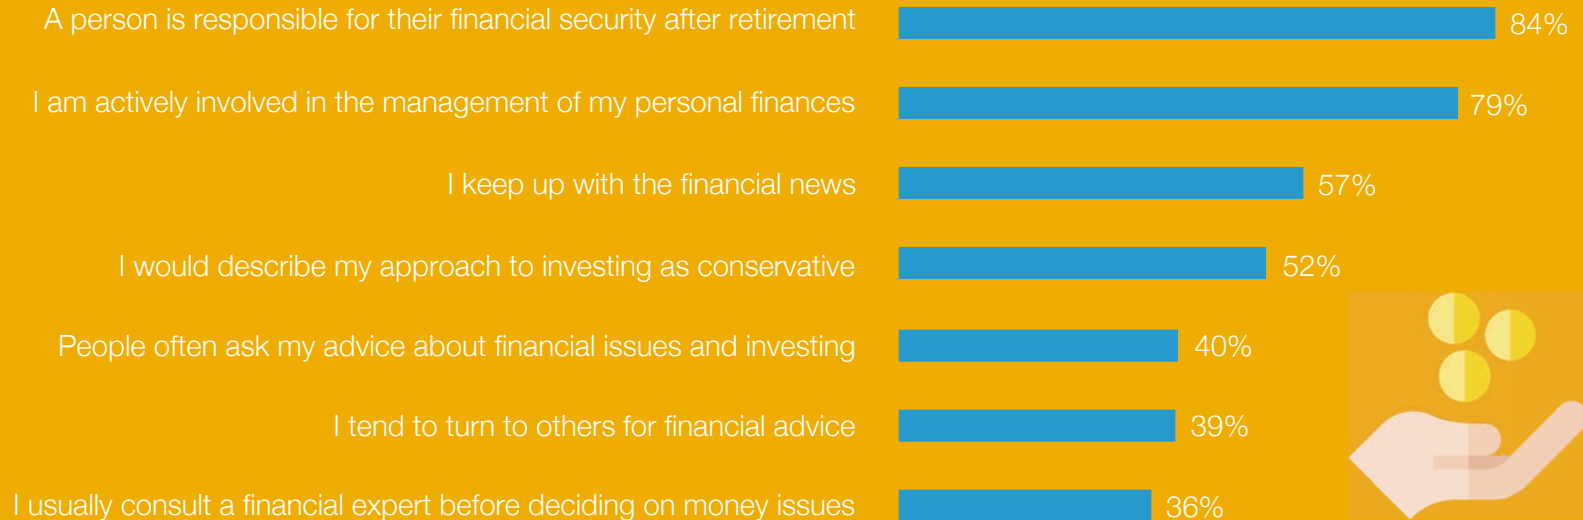 A person is responsible for their financial security after retirement 84%
I am actively involved in the management of my personal finances 79%
I keep up with the financial news 57%
I would describe my approach to investing as conservative 52%
People often ask my advice about financial issues and investing 40%
I tend to turn to others for financial advice 39%
I usually consult a financial expert before deciding on money issues 36%